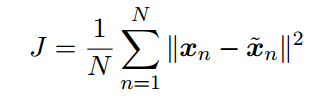 J = \frac{1}{N} \sum_{n=1}^{N} \| \boldsymbol{x}_n - \tilde{\boldsymbol{x}}_n \|^2